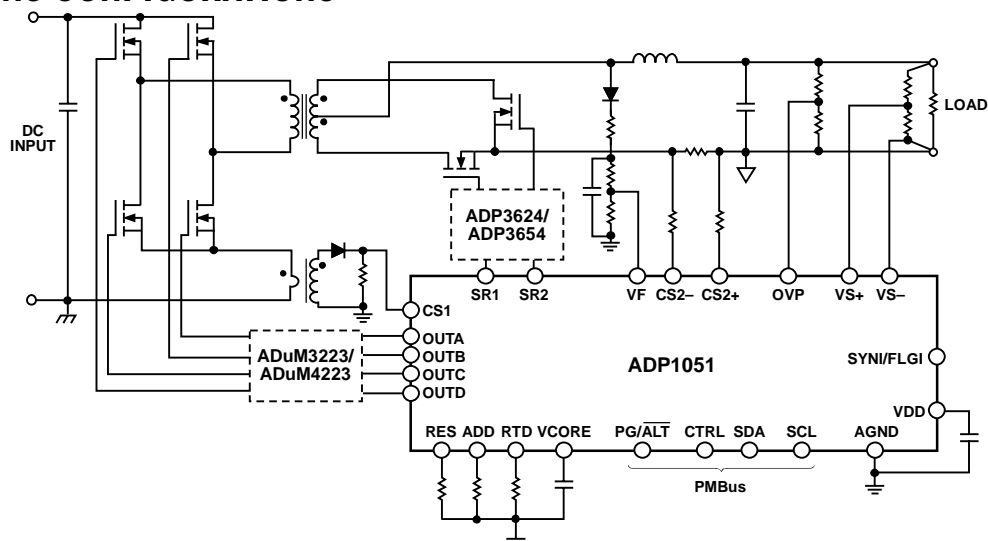 DC
INPUT
LOAD
ADP3624/
ADP3654
SR1 SR2 VF CS2– CS2+ OVP VS+ VS–
CS1
OUTA
OUTB
OUTC
OUTD
ADuM3223/
ADuM4223
ADP1051
SYNI/FLGI
VDD
RES ADD RTD VCORE PG/ALT CTRL SDA SCL AGND
PMBus